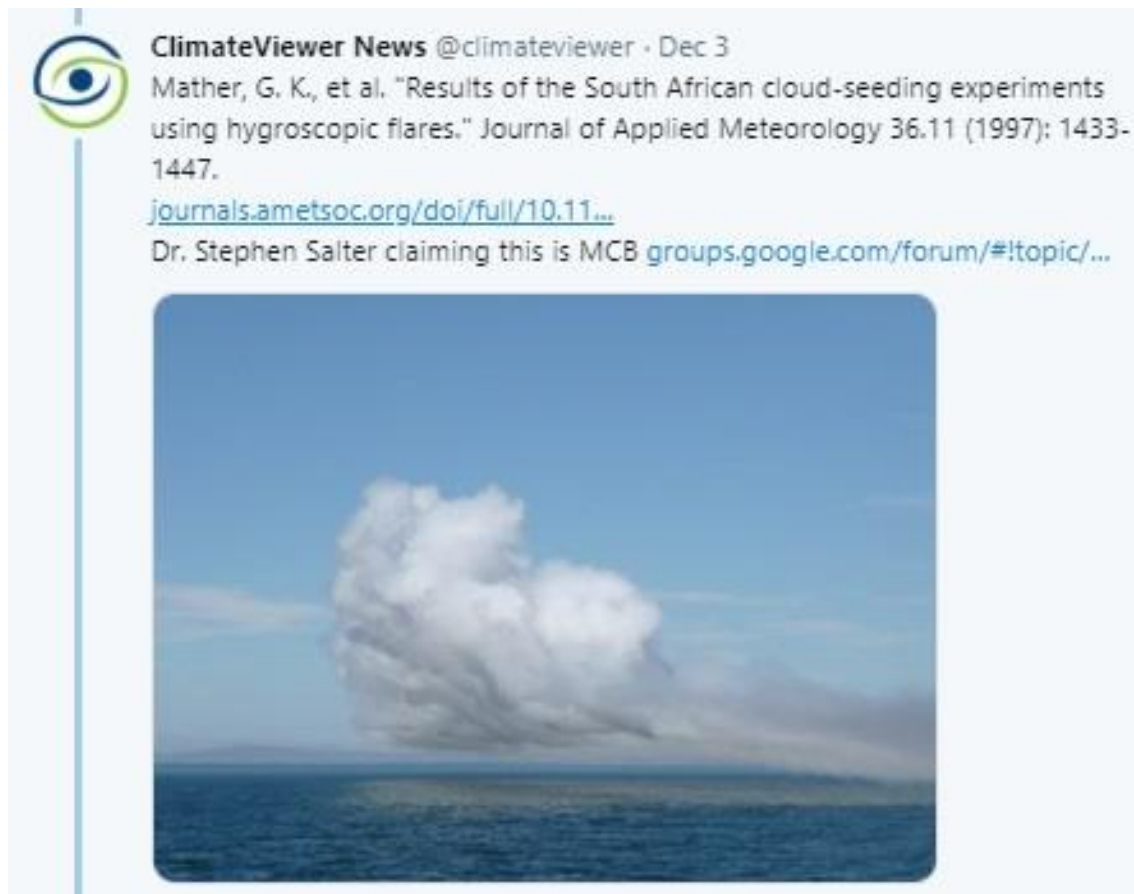 ClimateViewer News @climateviewer · Dec 3
Mather, G. K., et al. "Results of the South African cloud-seeding experiments
using hygroscopic flares." Journal of Applied Meteorology 36.11 (1997): 1433-
1447.
journals.ametsoc.org/doi/full/10.11...
Dr. Stephen Salter claiming this is MCB groups.google.com/forum/#!topic/...